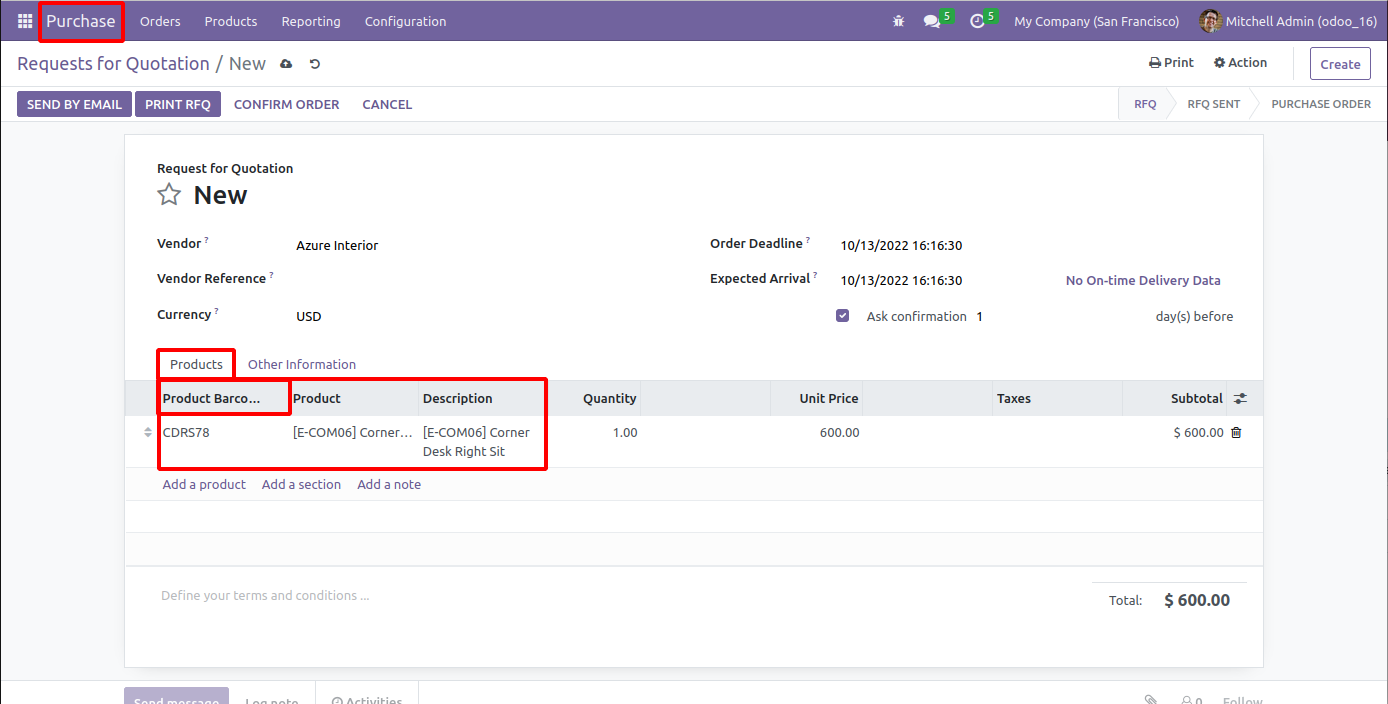 Purchase Orders Products Reporting Configuration 5 5 My Company (San Francisco) Mitchell Admin (odoo_16)
Requests for Quotation / New Print Action Create
SEND BY EMAIL PRINT RFQ CONFIRM ORDER CANCEL RFQ RFQ SENT PURCHASE ORDER
Request for Quotation
New
Vendor ? Azure Interior Order Deadline ? 10/13/2022 16:16:30
Vendor Reference ? Expected Arrival ? 10/13/2022 16:16:30 No On-time Delivery Data
Currency ? USD Ask confirmation 1 day(s) before
Products Other Information
Product Barco... Product Description Quantity Unit Price Taxes Subtotal
CDRS78 [E-COM06] Corner... [E-COM06] Corner 1.00 600.00 $ 600.00
Desk Right Sit
Add a product Add a section Add a note
Define your terms and conditions ... Total: $ 600.00
Send message Log note Activities 0 Follow